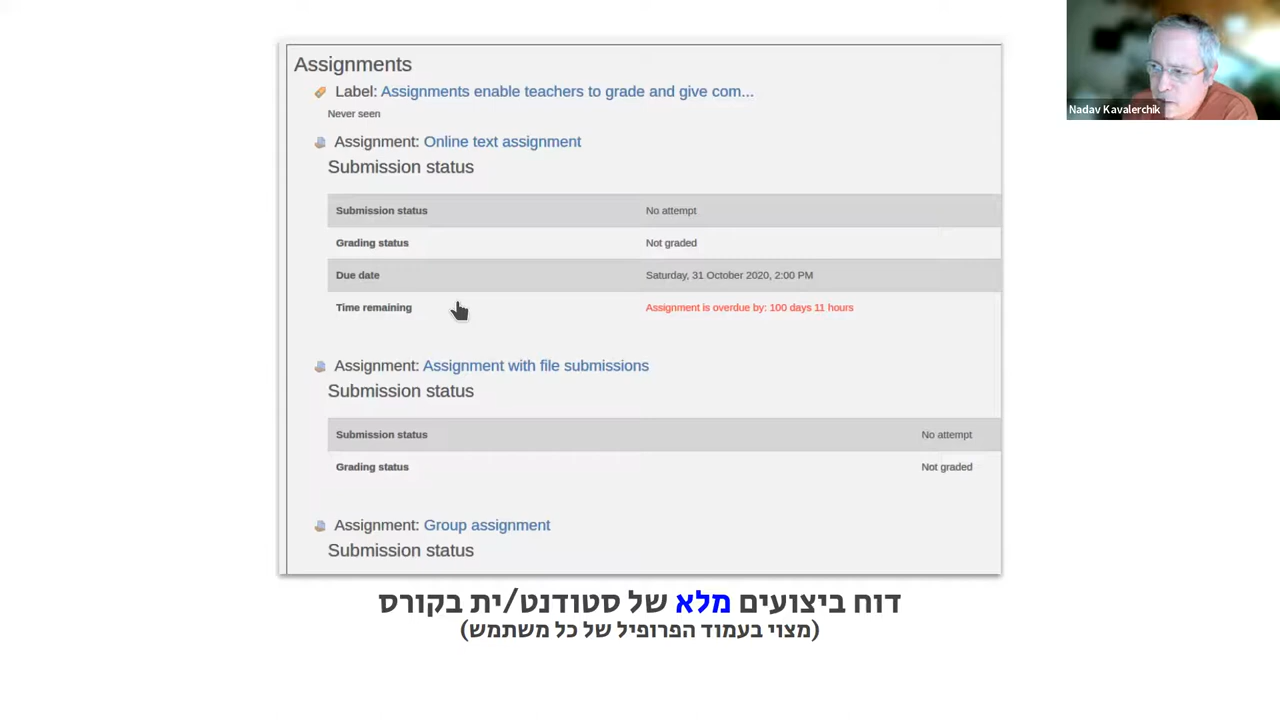 Assignments
Label: Assignments enable teachers to grade and give com...
Never seen
Assignment: Online text assignment
Submission status
Submission status No attempt
Grading status Not graded
Due date Saturday, 31 October 2020, 2:00 PM
Time remaining Assignment is overdue by: 100 days 11 hours
Assignment: Assignment with file submissions
Submission status
Submission status No attempt
Grading status Not graded
Assignment: Group assignment
Submission status
דוח ביצועים מלא של סטודנט/ית בקורס
(מצוי בעמוד הפרופיל של כל משתמש)
Nadav Kavalerchik